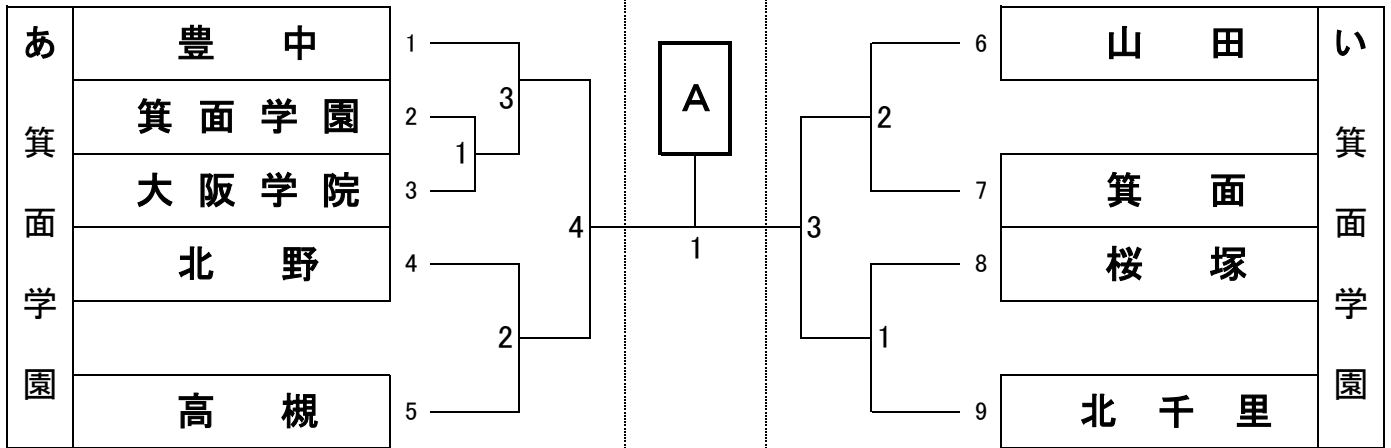 あ 箕面学園
豊中 1
箕面学園 2
大阪学院 3
北野 4
高槻 5
3
1
4
2
A
1
3
2
1
6 山田
7 箕面
8 桜塚
9 北千里
い 箕面学園